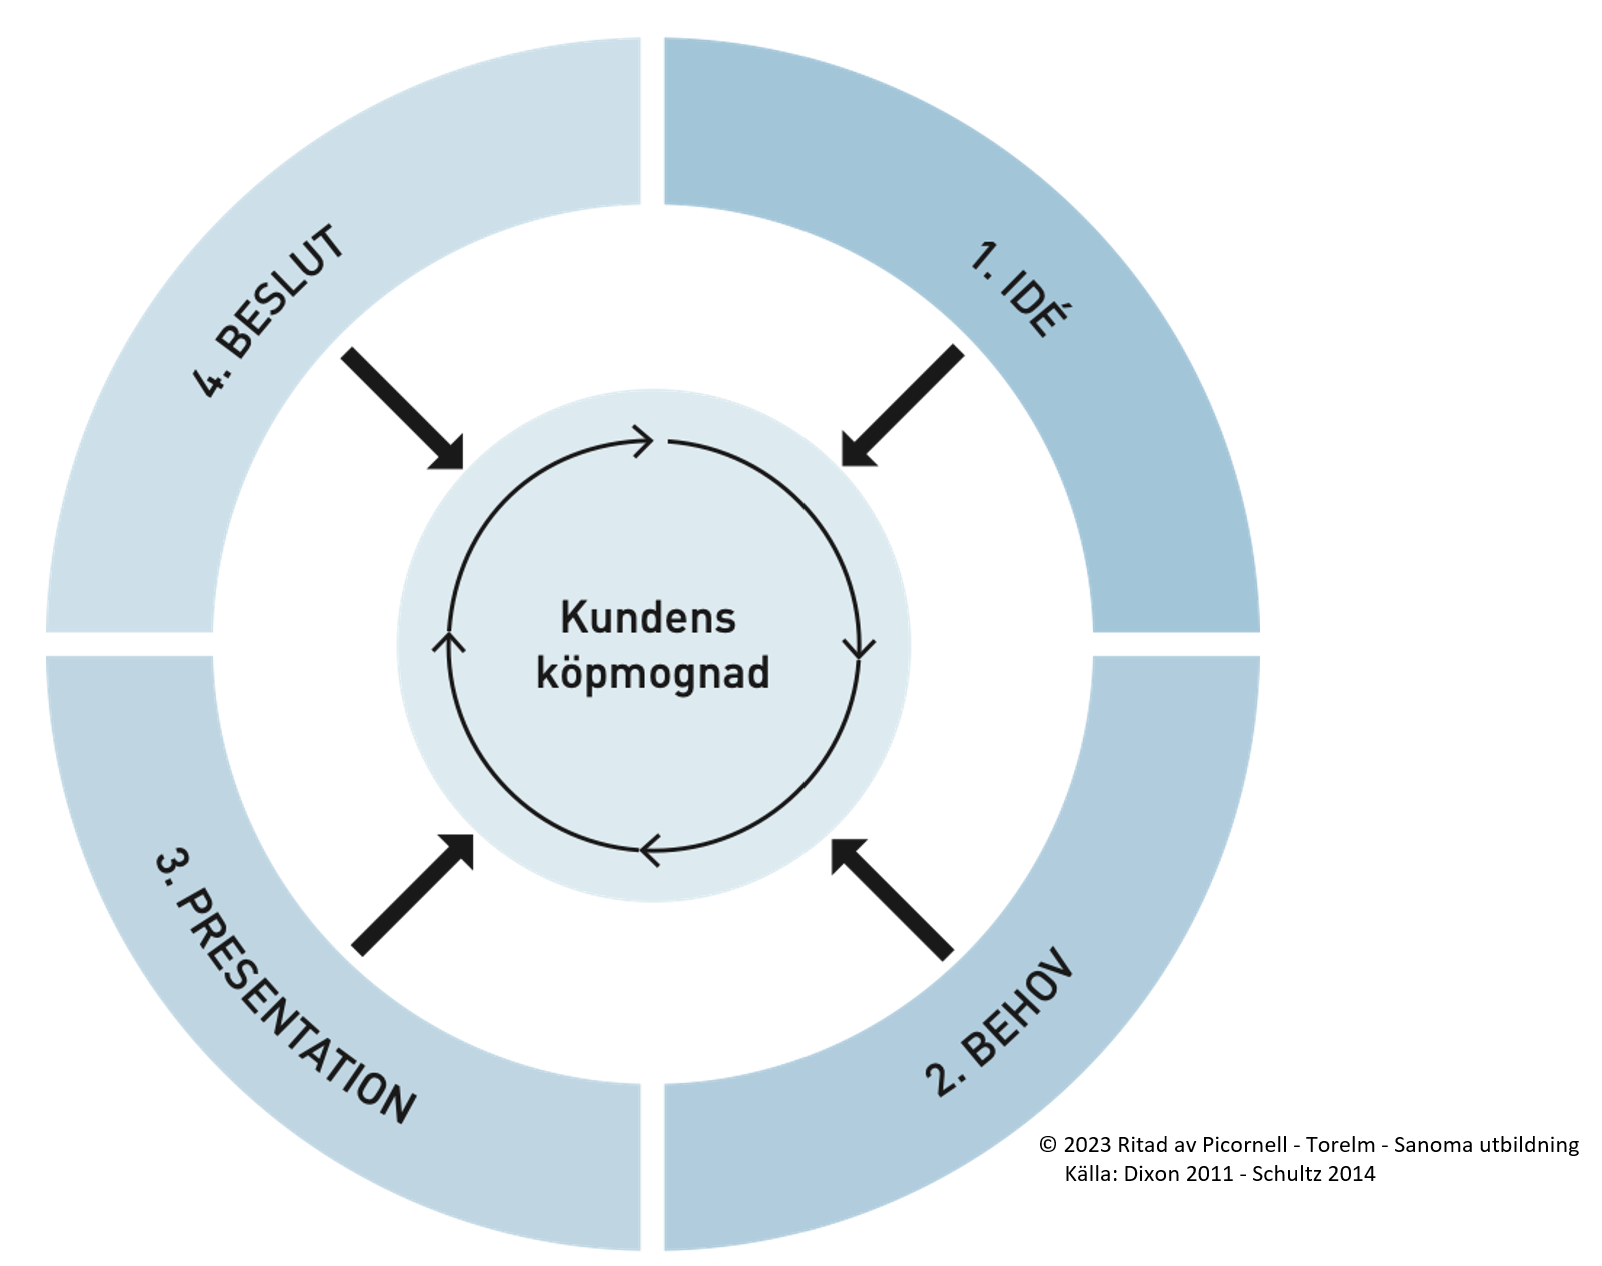 1. IDÉ
2. BEHOV
3. PRESENTATION
4. BESLUT
Kundens
köpmognad
© 2023 Ritad av Picornell - Torelm - Sanoma utbildning
Källa: Dixon 2011 - Schultz 2014